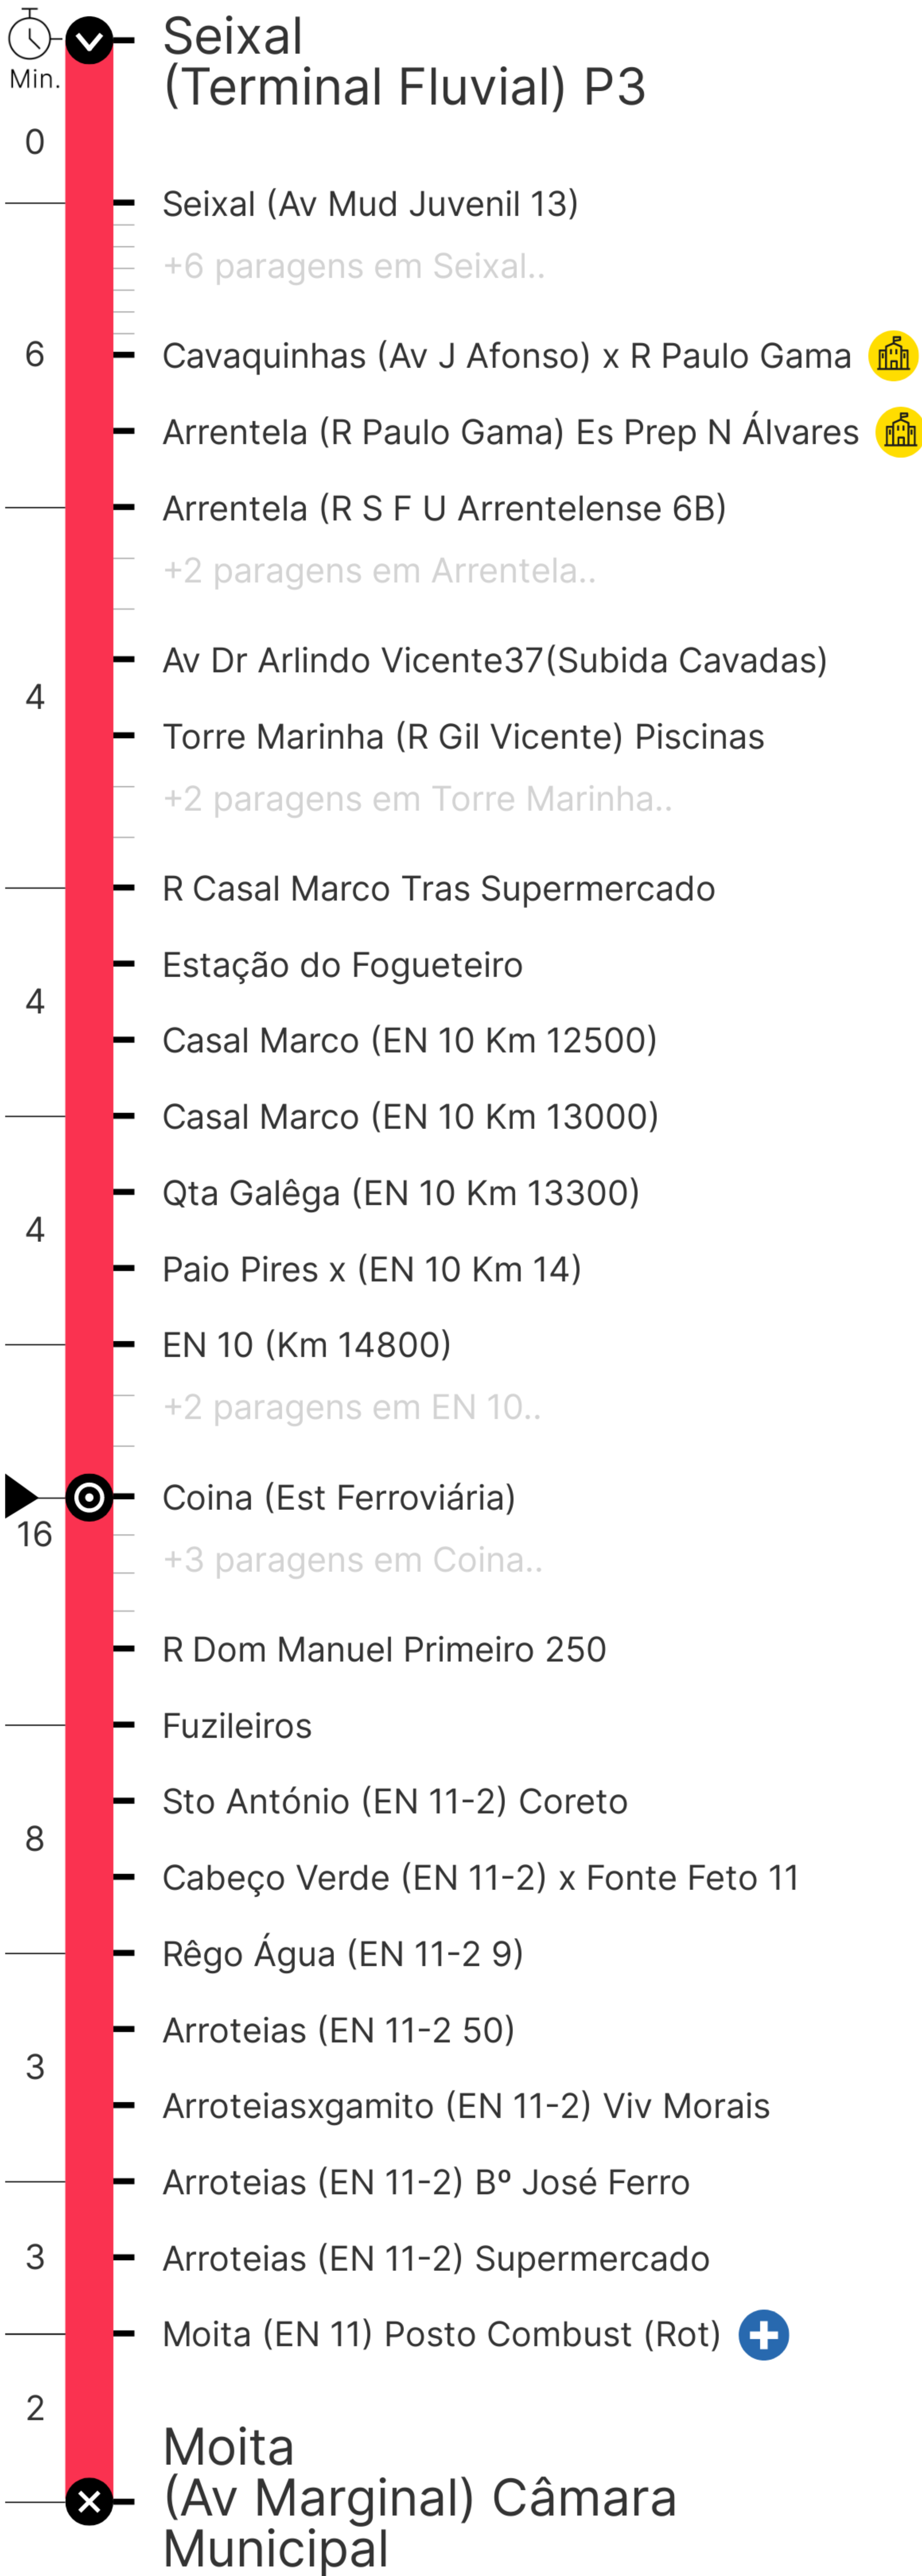 Seixal
(Terminal Fluvial) P3
Min.
0
Seixal (Av Mud Juvenil 13)
+6 paragens em Seixal..
6
Cavaquinhas (Av J Afonso) x R Paulo Gama
Arrentela (R Paulo Gama) Es Prep N Álvares
Arrentela (R S F U Arrentelense 6B)
+2 paragens em Arrentela..
Av Dr Arlindo Vicente37(Subida Cavadas)
4
Torre Marinha (R Gil Vicente) Piscinas
+2 paragens em Torre Marinha..
R Casal Marco Tras Supermercado
Estação do Fogueteiro
4
Casal Marco (EN 10 Km 12500)
Casal Marco (EN 10 Km 13000)
Qta Galêga (EN 10 Km 13300)
4
Paio Pires x (EN 10 Km 14)
EN 10 (Km 14800)
+2 paragens em EN 10..
Coina (Est Ferroviária)
16
+3 paragens em Coina..
R Dom Manuel Primeiro 250
Fuzileiros
Sto António (EN 11-2) Coreto
8
Cabeço Verde (EN 11-2) x Fonte Feto 11
Rêgo Água (EN 11-2 9)
Arroteias (EN 11-2 50)
3
Arroteiasxgamito (EN 11-2) Viv Morais
Arroteias (EN 11-2) Bº José Ferro
3
Arroteias (EN 11-2) Supermercado
Moita (EN 11) Posto Combust (Rot)
2
Moita
(Av Marginal) Câmara
Municipal